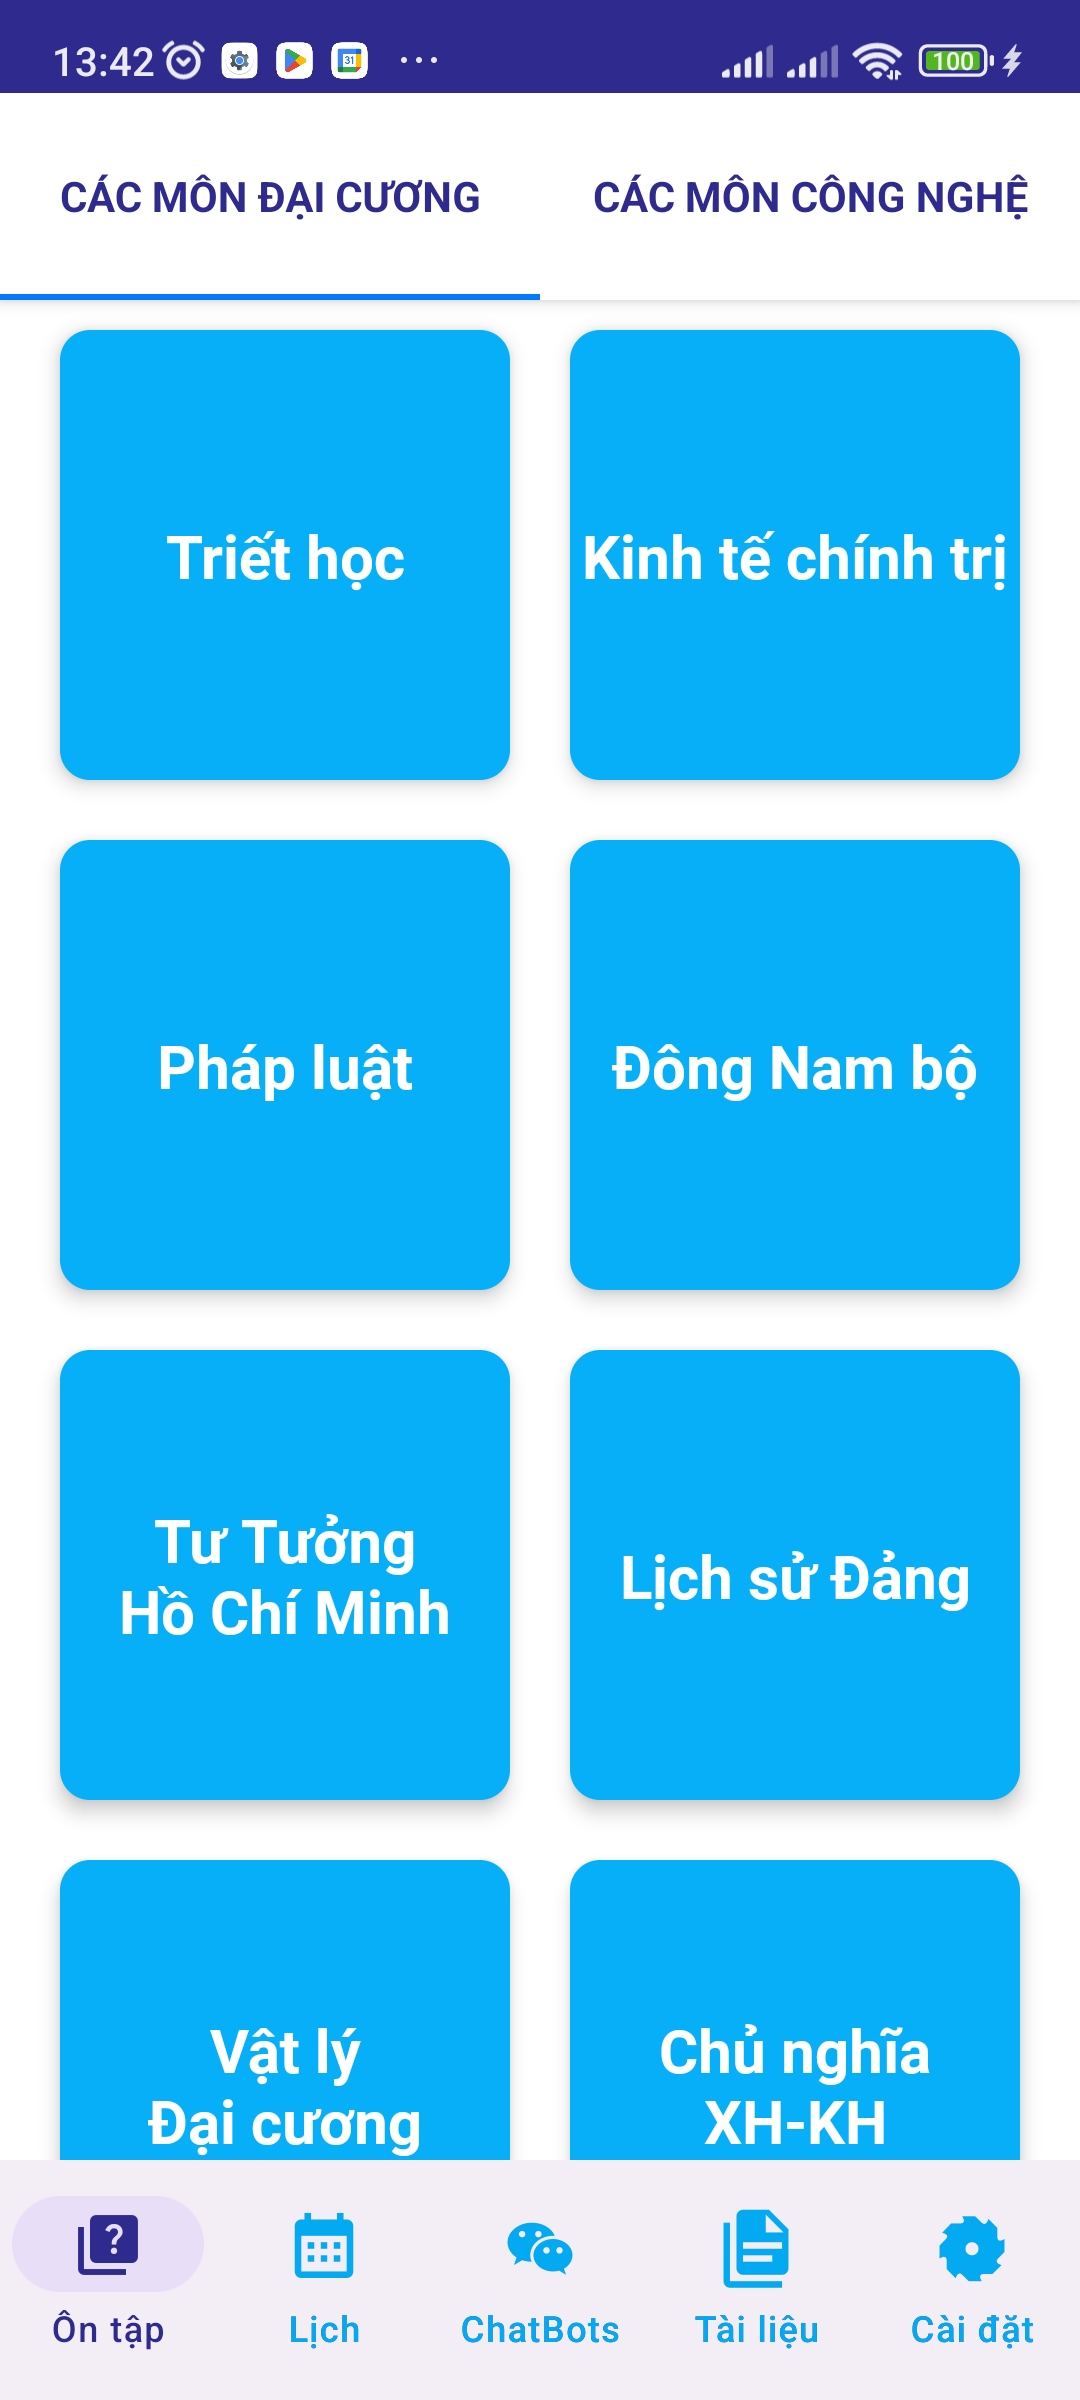 13:42
31
100
CÁC MÔN ĐẠI CƯƠNG
CÁC MÔN CÔNG NGHỆ
Triết học
Kinh tế chính trị
Pháp luật
Đông Nam bộ
Tư Tưởng
Hồ Chí Minh
Lịch sử Đảng
Vật lý
Đại cương
Chủ nghĩa
XH-KH
?
Ôn tập
Lịch
ChatBots
Tài liệu
Cài đặt